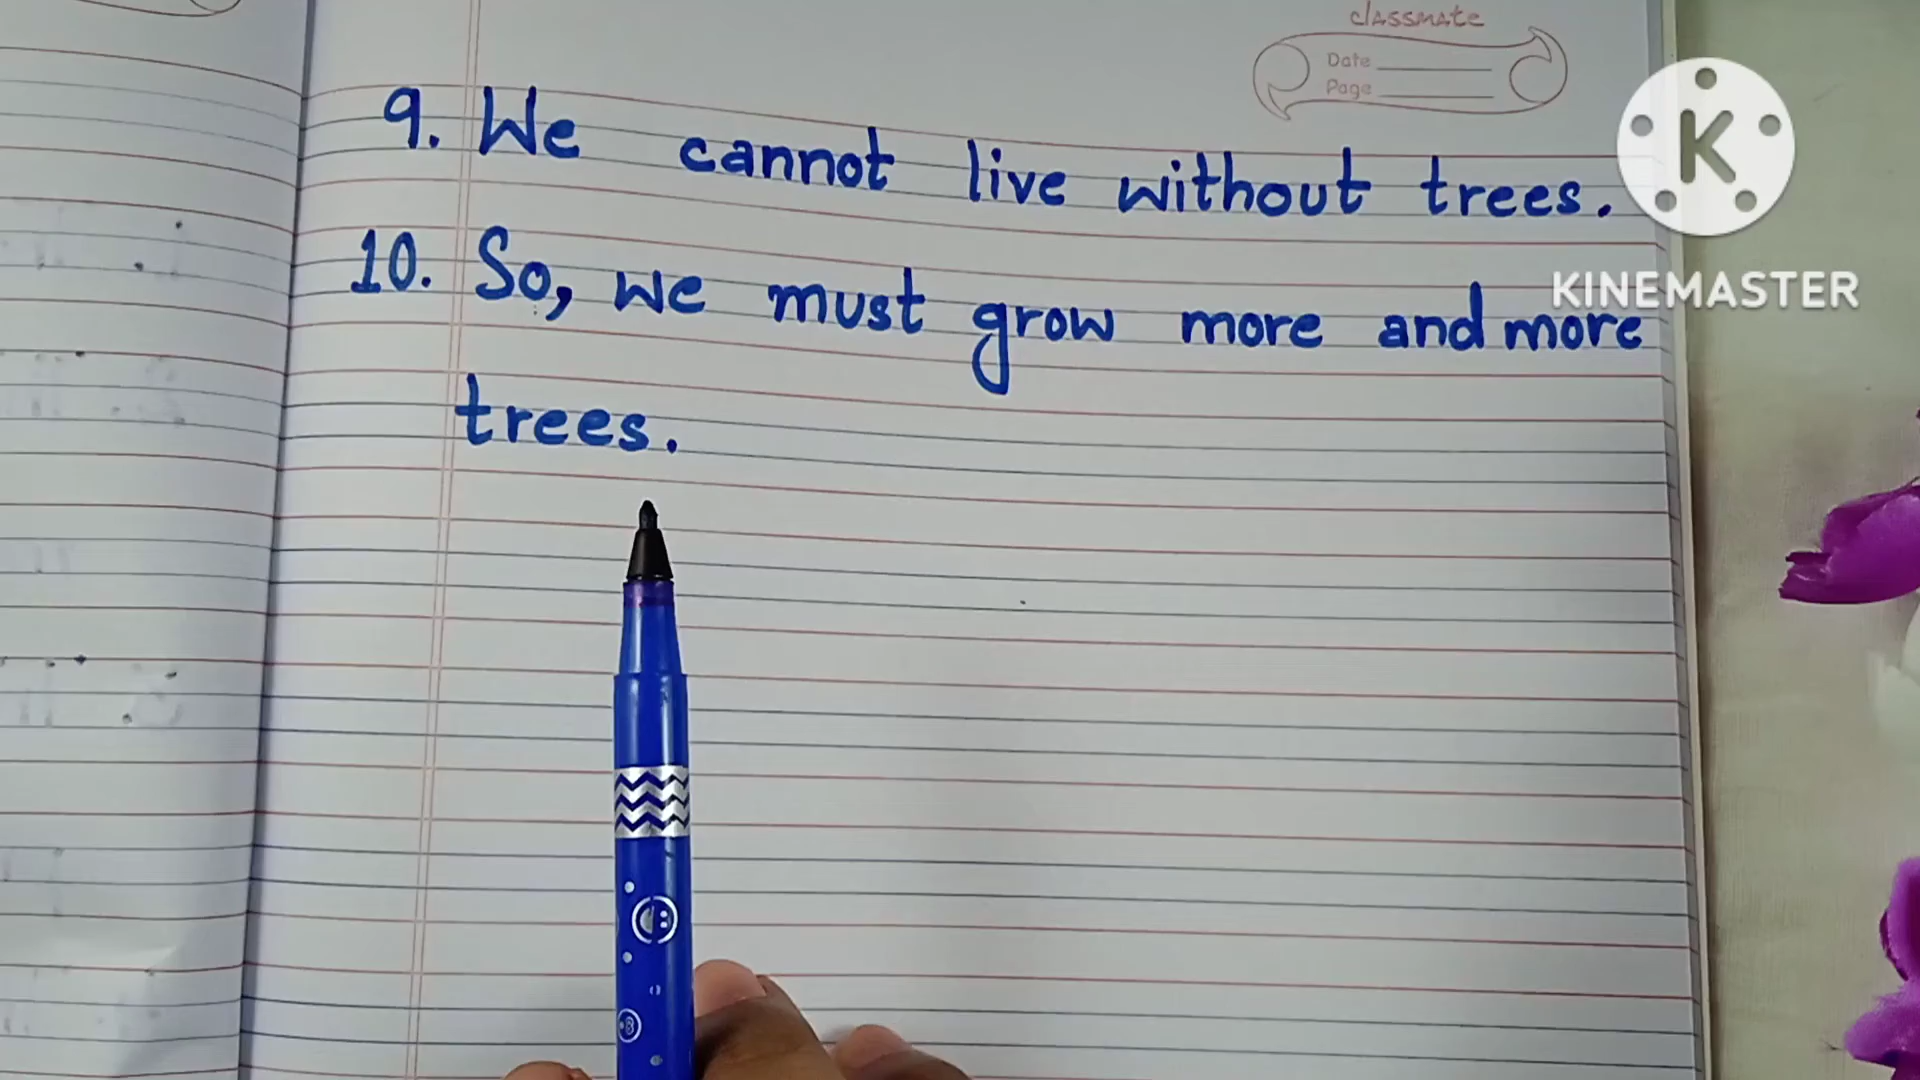 classmate
Date
Page
9. We cannot live without trees.
10. So, we must grow more and more
trees.
K
KINEMASTER